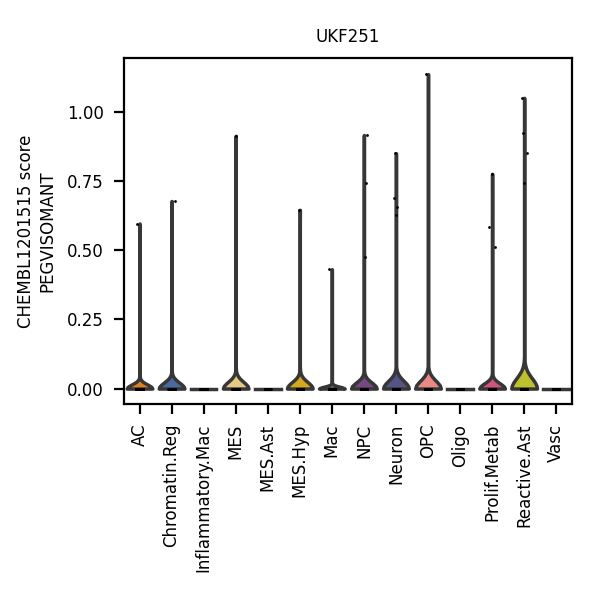 UKF251
CHEMBL1201515 score
PEGVISOMANT
1.00
0.75
0.50
0.25
0.00
AC
Chromatin.Reg
Inflammatory.Mac
MES
MES.Ast
MES.Hyp
Mac
NPC
Neuron
OPC
Oligo
Prolif.Metab
Reactive.Ast
Vasc